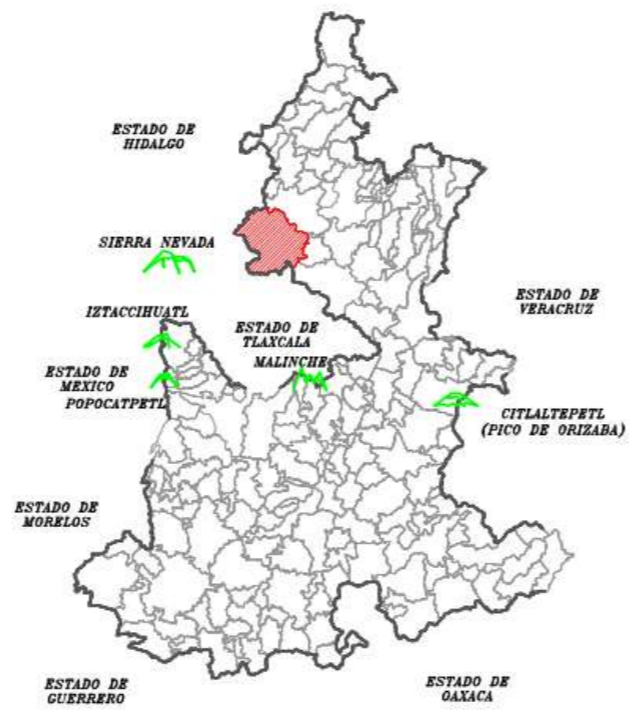 ESTADO DE
HIDALGO
SIERRA NEVADA
IZTACCIHUATL
ESTADO DE
TLAXCALA
MALINCHE
ESTADO DE
VERACRUZ
ESTADO DE
MEXICO
POPOCATPETL
CITLALTEPETL
(PICO DE ORIZABA)
ESTADO DE
MORELOS
ESTADO DE
GUERRERO
ESTADO DE
OAXACA